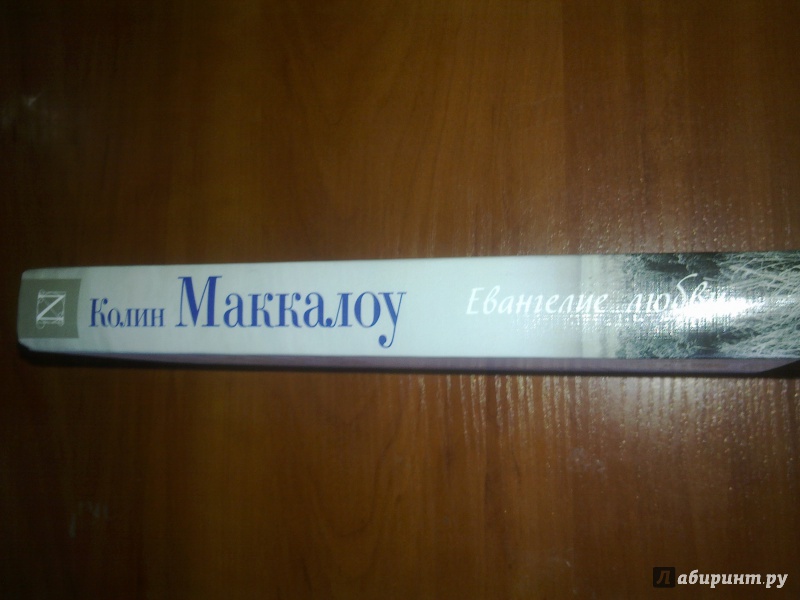 N
Колин Маккалоу Евангелие любви
Лабиринт.ру